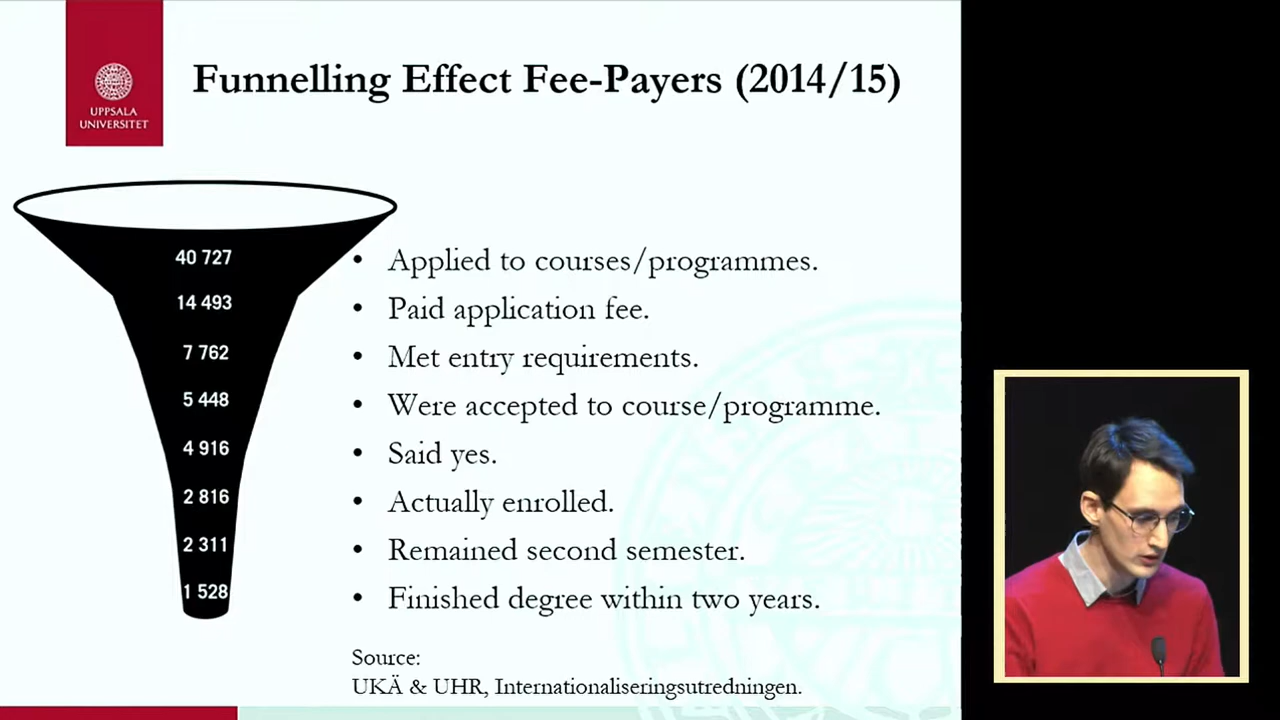 UPPSALA
UNIVERSITET
Funnelling Effect Fee-Payers (2014/15)
40 727
• Applied to courses/programmes.
14 493
• Paid application fee.
7 762
• Met entry requirements.
5 448
• Were accepted to course/programme.
4 916
• Said yes.
2 816
• Actually enrolled.
2 311
• Remained second semester.
1 528
• Finished degree within two years.
Source:
UKÄ & UHR, Internationaliseringsutredningen.